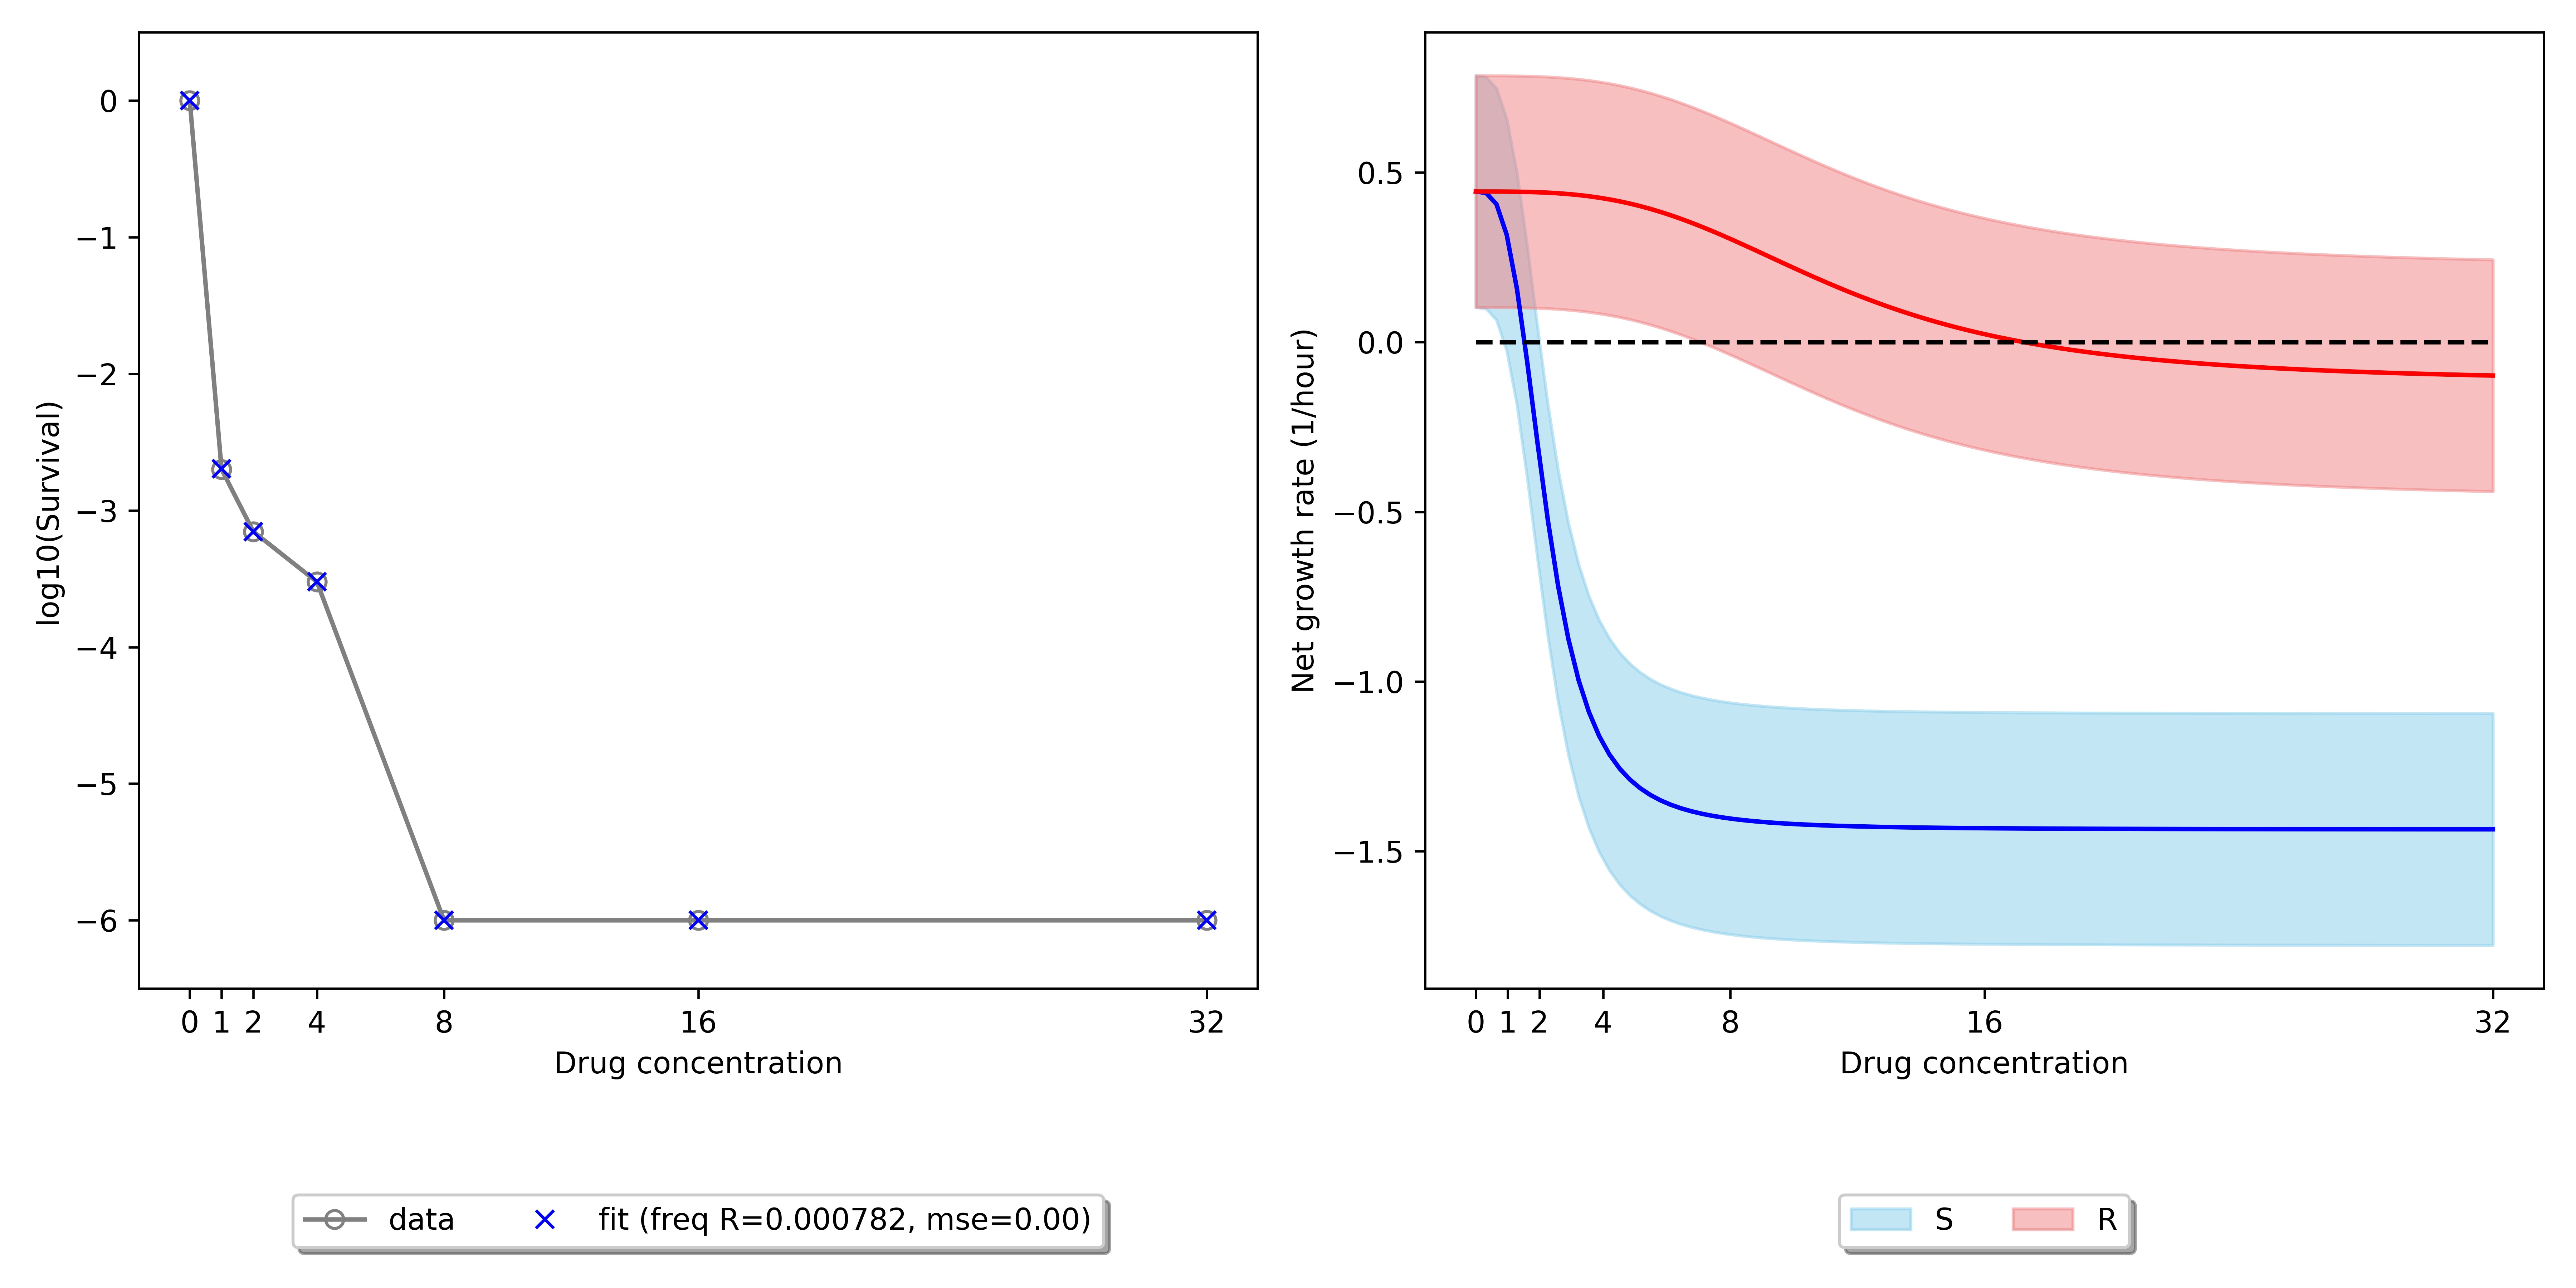 0
−1
−2
−3
−4
−5
−6
log10(Survival)
0 1 2 4 8 16 32
Drug concentration
data fit (freq R=0.000782, mse=0.00)
0.5
0.0
−0.5
−1.0
−1.5
Net growth rate (1/hour)
0 1 2 4 8 16 32
Drug concentration
S R